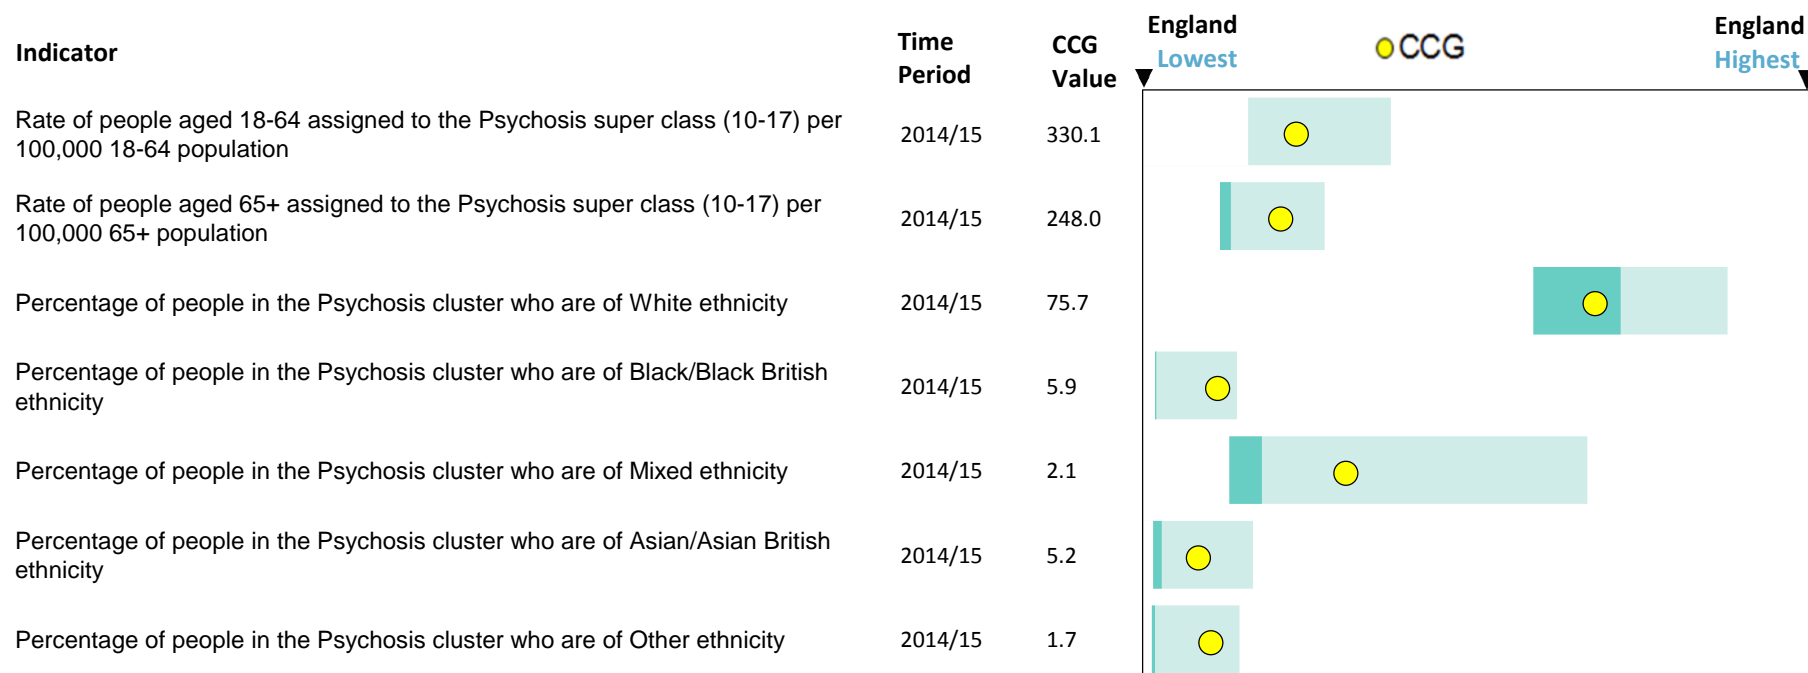 Indicator
Time
Period
CCG
Value
England
Lowest
CCG
England
Highest
Rate of people aged 18-64 assigned to the Psychosis super class (10-17) per
100,000 18-64 population
2014/15
330.1
Rate of people aged 65+ assigned to the Psychosis super class (10-17) per
100,000 65+ population
2014/15
248.0
Percentage of people in the Psychosis cluster who are of White ethnicity
2014/15
75.7
Percentage of people in the Psychosis cluster who are of Black/Black British
ethnicity
2014/15
5.9
Percentage of people in the Psychosis cluster who are of Mixed ethnicity
2014/15
2.1
Percentage of people in the Psychosis cluster who are of Asian/Asian British
ethnicity
2014/15
5.2
Percentage of people in the Psychosis cluster who are of Other ethnicity
2014/15
1.7